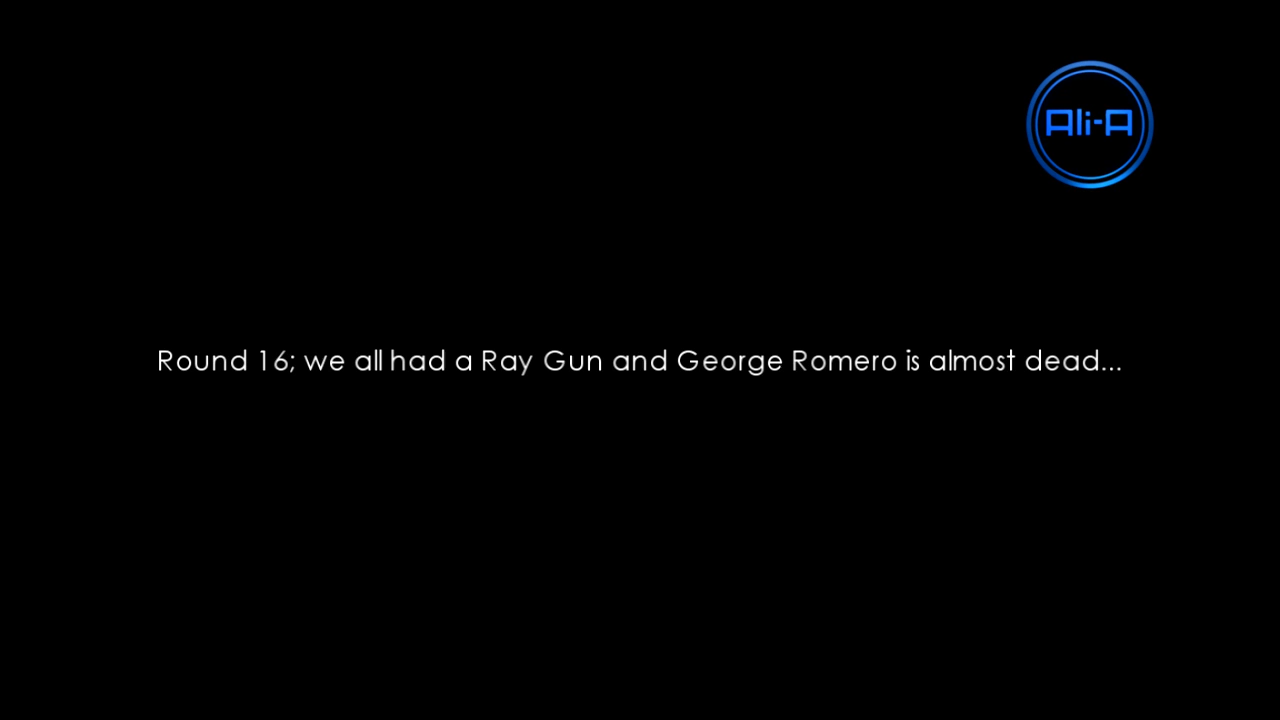 Ali-A
Round 16; we all had a Ray Gun and George Romero is almost dead...